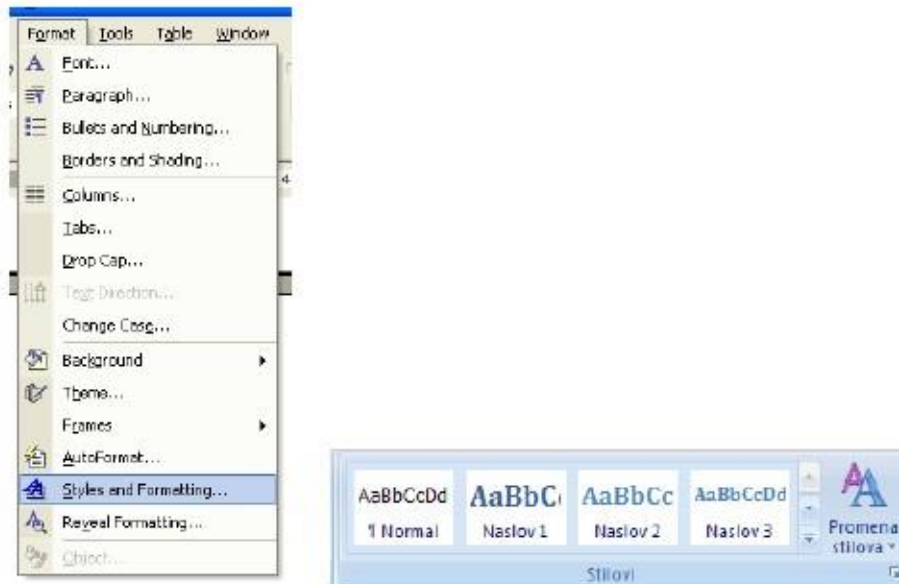 Format Tools Table Window
Font...
Paragraph...
Bullets and Numbering...
Borders and Shading...
4
Columns...
Tabs...
Drop Cap...
Text Direction...
Change Case...
Background
Theme...
Frames
AutoFormat...
Styles and Formatting...
Reveal Formatting...
Object...
AaBbCcDd AaBbC AaBbCc AaBbCcDd
¶ Normal Naslov 1 Naslov 2 Naslov 3
Promena
stilova
Stilovi